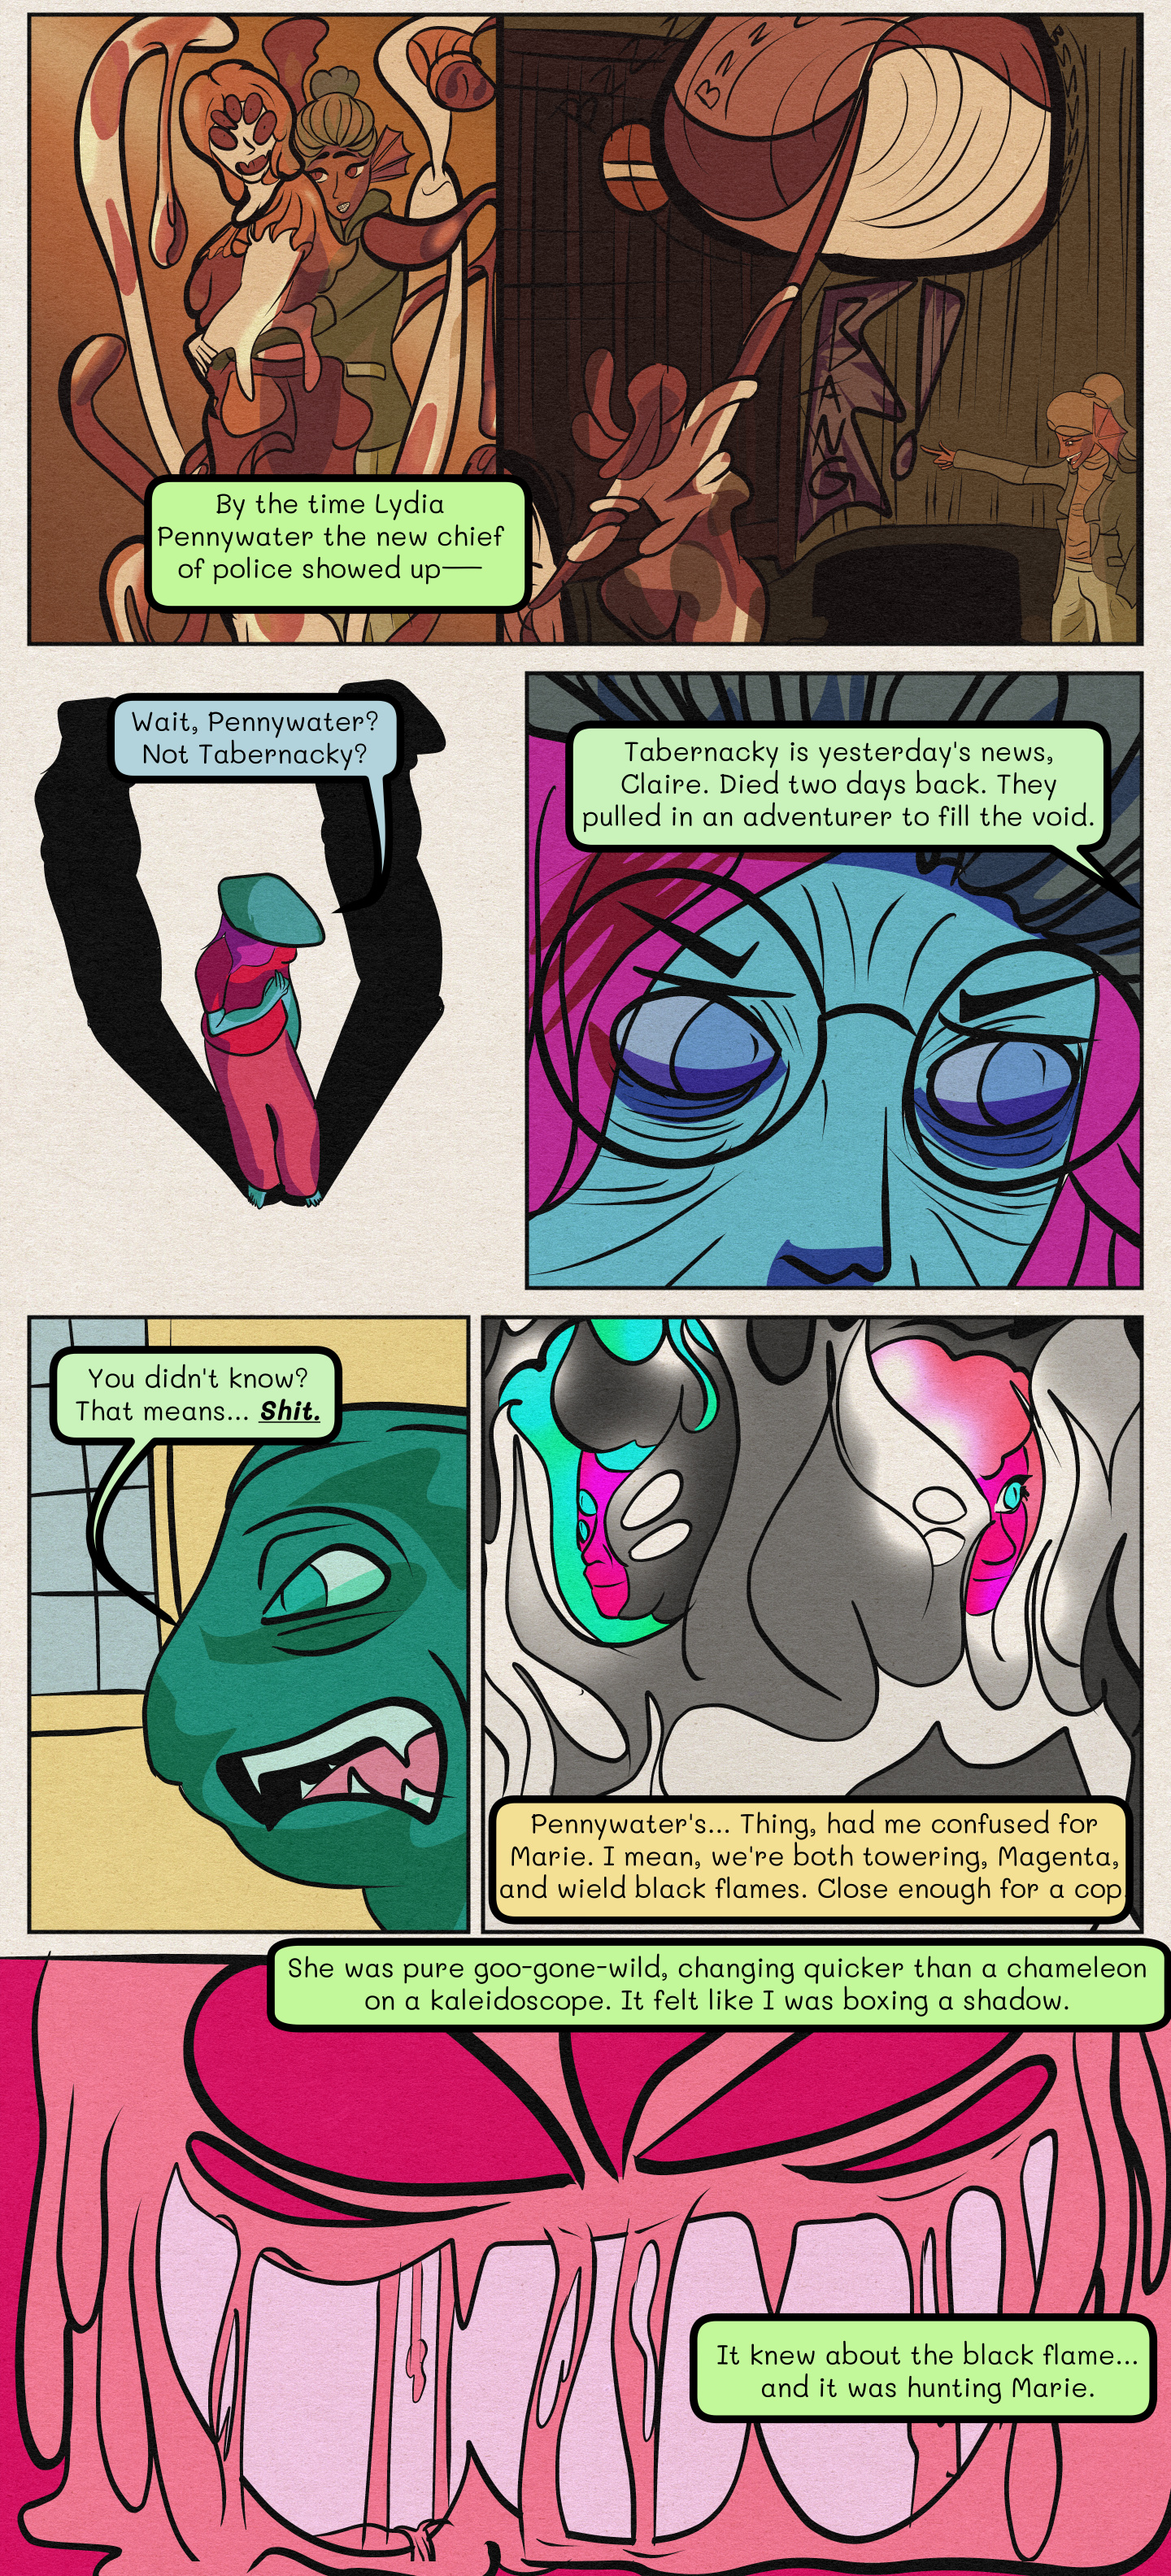 BZZ
BZZ
BANG!
By the time Lydia
Pennywater the new chief
of police showed up—
Wait, Pennywater?
Not Tabernacky?
Tabernacky is yesterday's news,
Claire. Died two days back. They
pulled in an adventurer to fill the void.
You didn't know?
That means... Shit.
Pennywater's... Thing, had me confused for
Marie. I mean, we're both towering, Magenta,
and wield black flames. Close enough for a cop.
She was pure goo-gone-wild, changing quicker than a chameleon
on a kaleidoscope. It felt like I was boxing a shadow.
It knew about the black flame...
and it was hunting Marie.